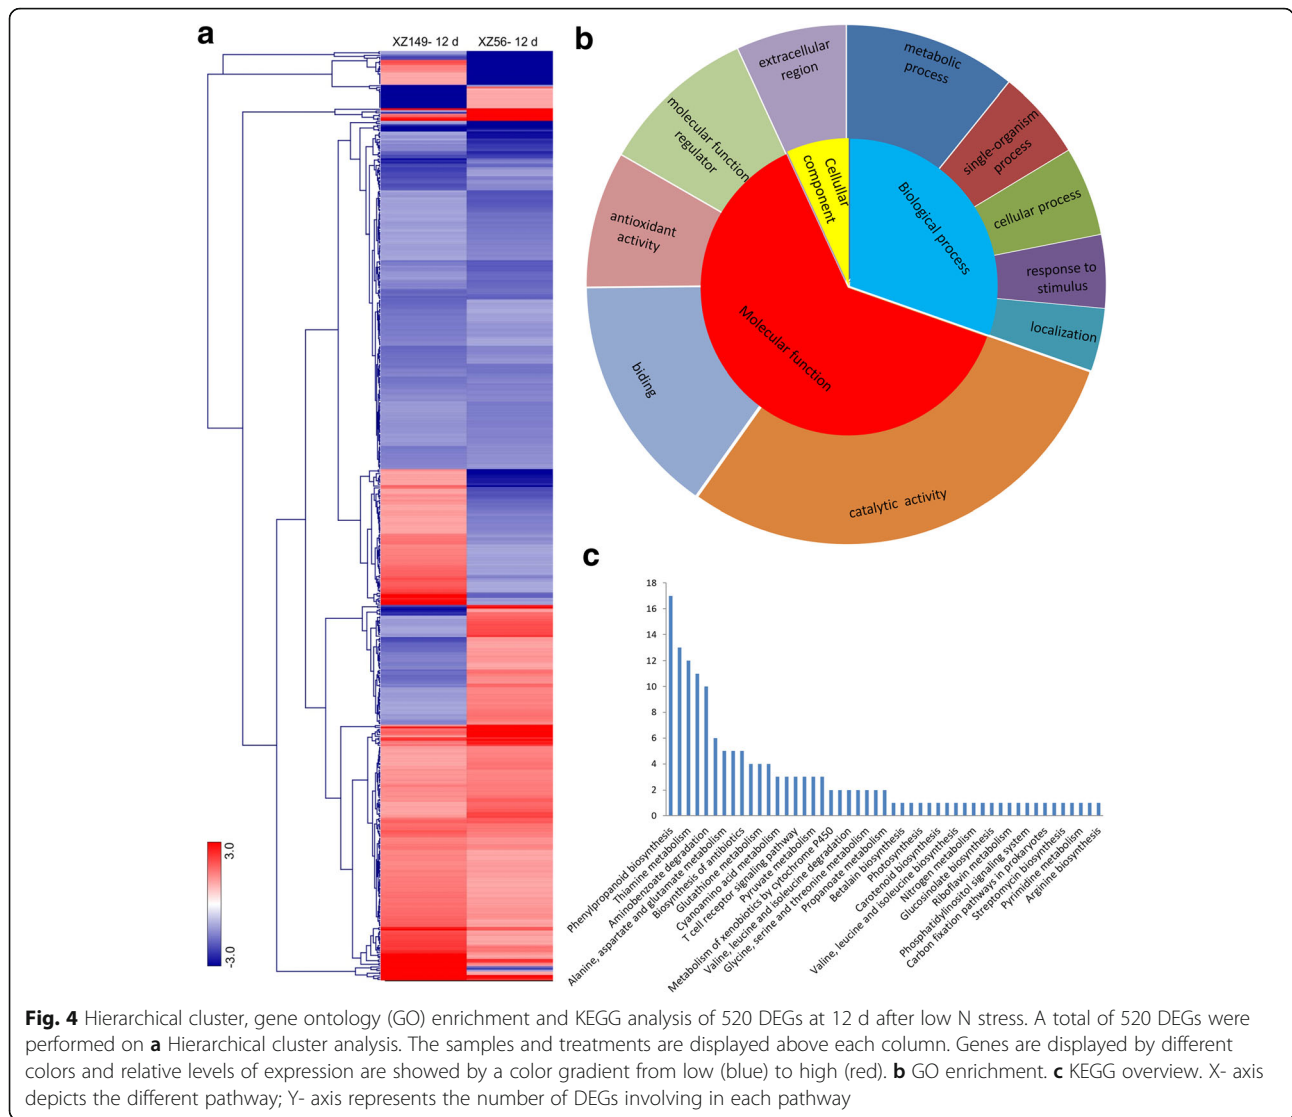 a
XZ149- 12 d
XZ56- 12 d
3.0
-3.0
b
metabolic
process
single-organism
process
cellular process
response to
stimulus
localization
catalytic activity
biding
antioxidant
activity
molecular function
regulator
extracellular
region
Cellular
component
Biological process
Molecular function
c
18
16
14
12
10
8
6
4
2
0
Phenylpropanoid biosynthesis
Thiamine metabolism
Aminobenzoate degradation
Alanine, aspartate and glutamate metabolism
Biosynthesis of antibiotics
Glutathione metabolism
Cyanoamino acid metabolism
T cell receptor signaling pathway
Pyruvate metabolism
Metabolism of xenobiotics by cytochrome P450
Valine, leucine and isoleucine degradation
Glycine, serine and threonine metabolism
Propanoate metabolism
Betalain biosynthesis
Photosynthesis
Carotenoid biosynthesis
Valine, leucine and isoleucine biosynthesis
Nitrogen metabolism
Glucosinolate biosynthesis
Riboflavin metabolism
Phosphatidylinositol signaling system
Carbon fixation pathways in prokaryotes
Streptomycin biosynthesis
Pyrimidine metabolism
Arginine biosynthesis
Fig. 4 Hierarchical cluster, gene ontology (GO) enrichment and KEGG analysis of 520 DEGs at 12 d after low N stress. A total of 520 DEGs were
performed on a Hierarchical cluster analysis. The samples and treatments are displayed above each column. Genes are displayed by different
colors and relative levels of expression are showed by a color gradient from low (blue) to high (red). b GO enrichment. c KEGG overview. X- axis
depicts the different pathway; Y- axis represents the number of DEGs involving in each pathway